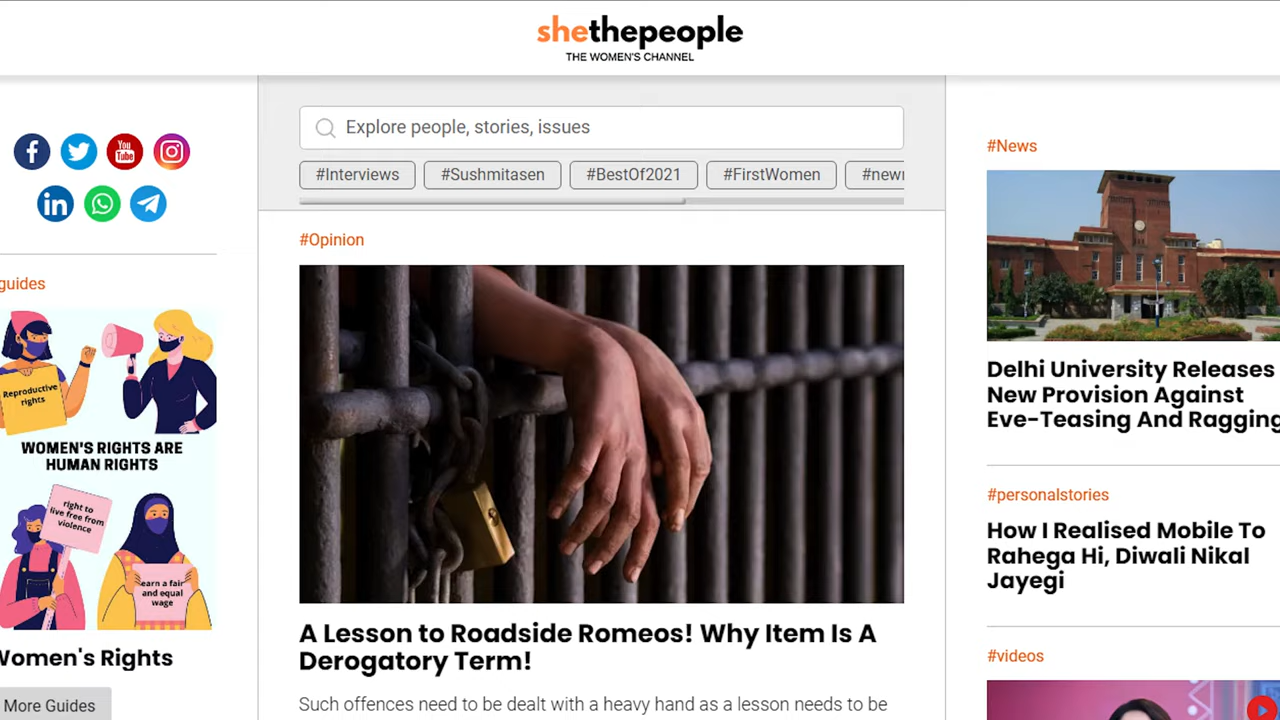 shethepeople
THE WOMEN'S CHANNEL
guides
Reproductive
rights
WOMEN'S RIGHTS ARE
HUMAN RIGHTS
right to
live free from
violence
earn a fair
and equal
wage
Women's Rights
More Guides
Explore people, stories, issues
#Interviews
#Sushmitasen
#BestOf2021
#FirstWomen
#Opinion
A Lesson to Roadside Romeos! Why Item Is A
Derogatory Term!
Such offences need to be dealt with a heavy hand as a lesson needs to be
#News
Delhi University Releases
New Provision Against
Eve-Teasing And Ragging
#personalstories
How I Realised Mobile To
Rahega Hi, Diwali Nikal
Jayegi
#videos